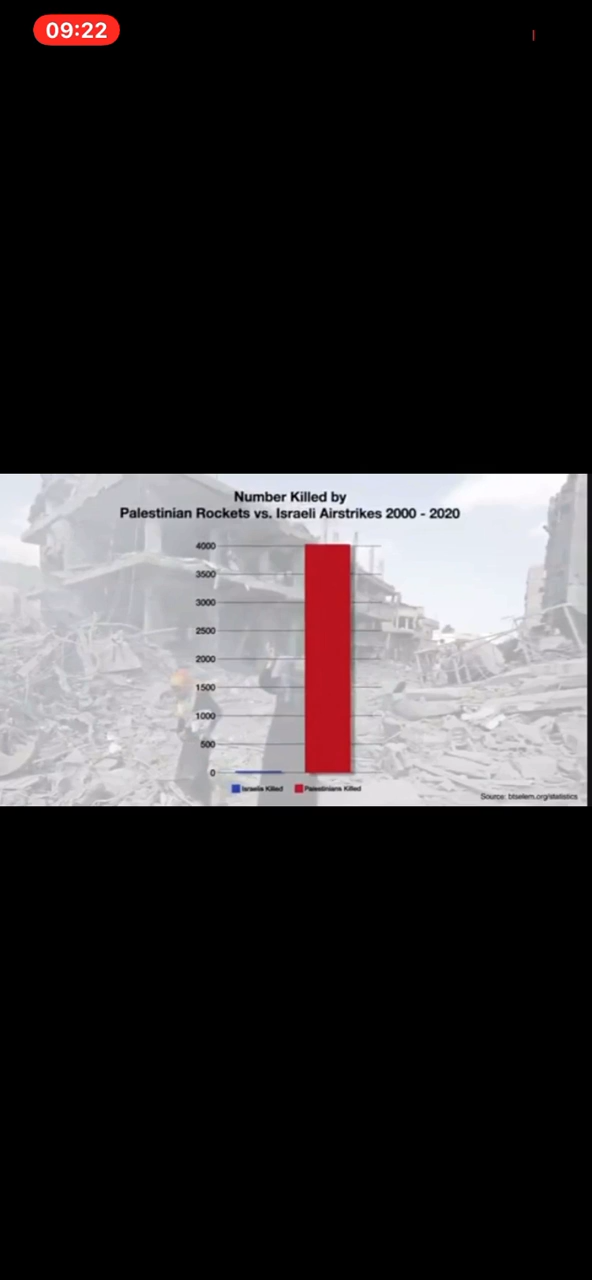 09:22
Number Killed by
Palestinian Rockets vs. Israeli Airstrikes 2000 - 2020
4000
3500
3000
2500
2000
1500
1000
500
0
Israelis Killed Palestinians Killed
Source: btselem.org/statistics